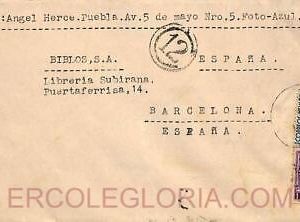 :Angel Herce.Puebla.Av.5 de mayo Nro.5.Foto-Azul.
12
BIBLOS,S.A. ESPAÑA.
Libreria Subirana.
Puertaferrisa,14.
BARCELONA.
ESPAÑA.
ERCOLEGLORIA.COM